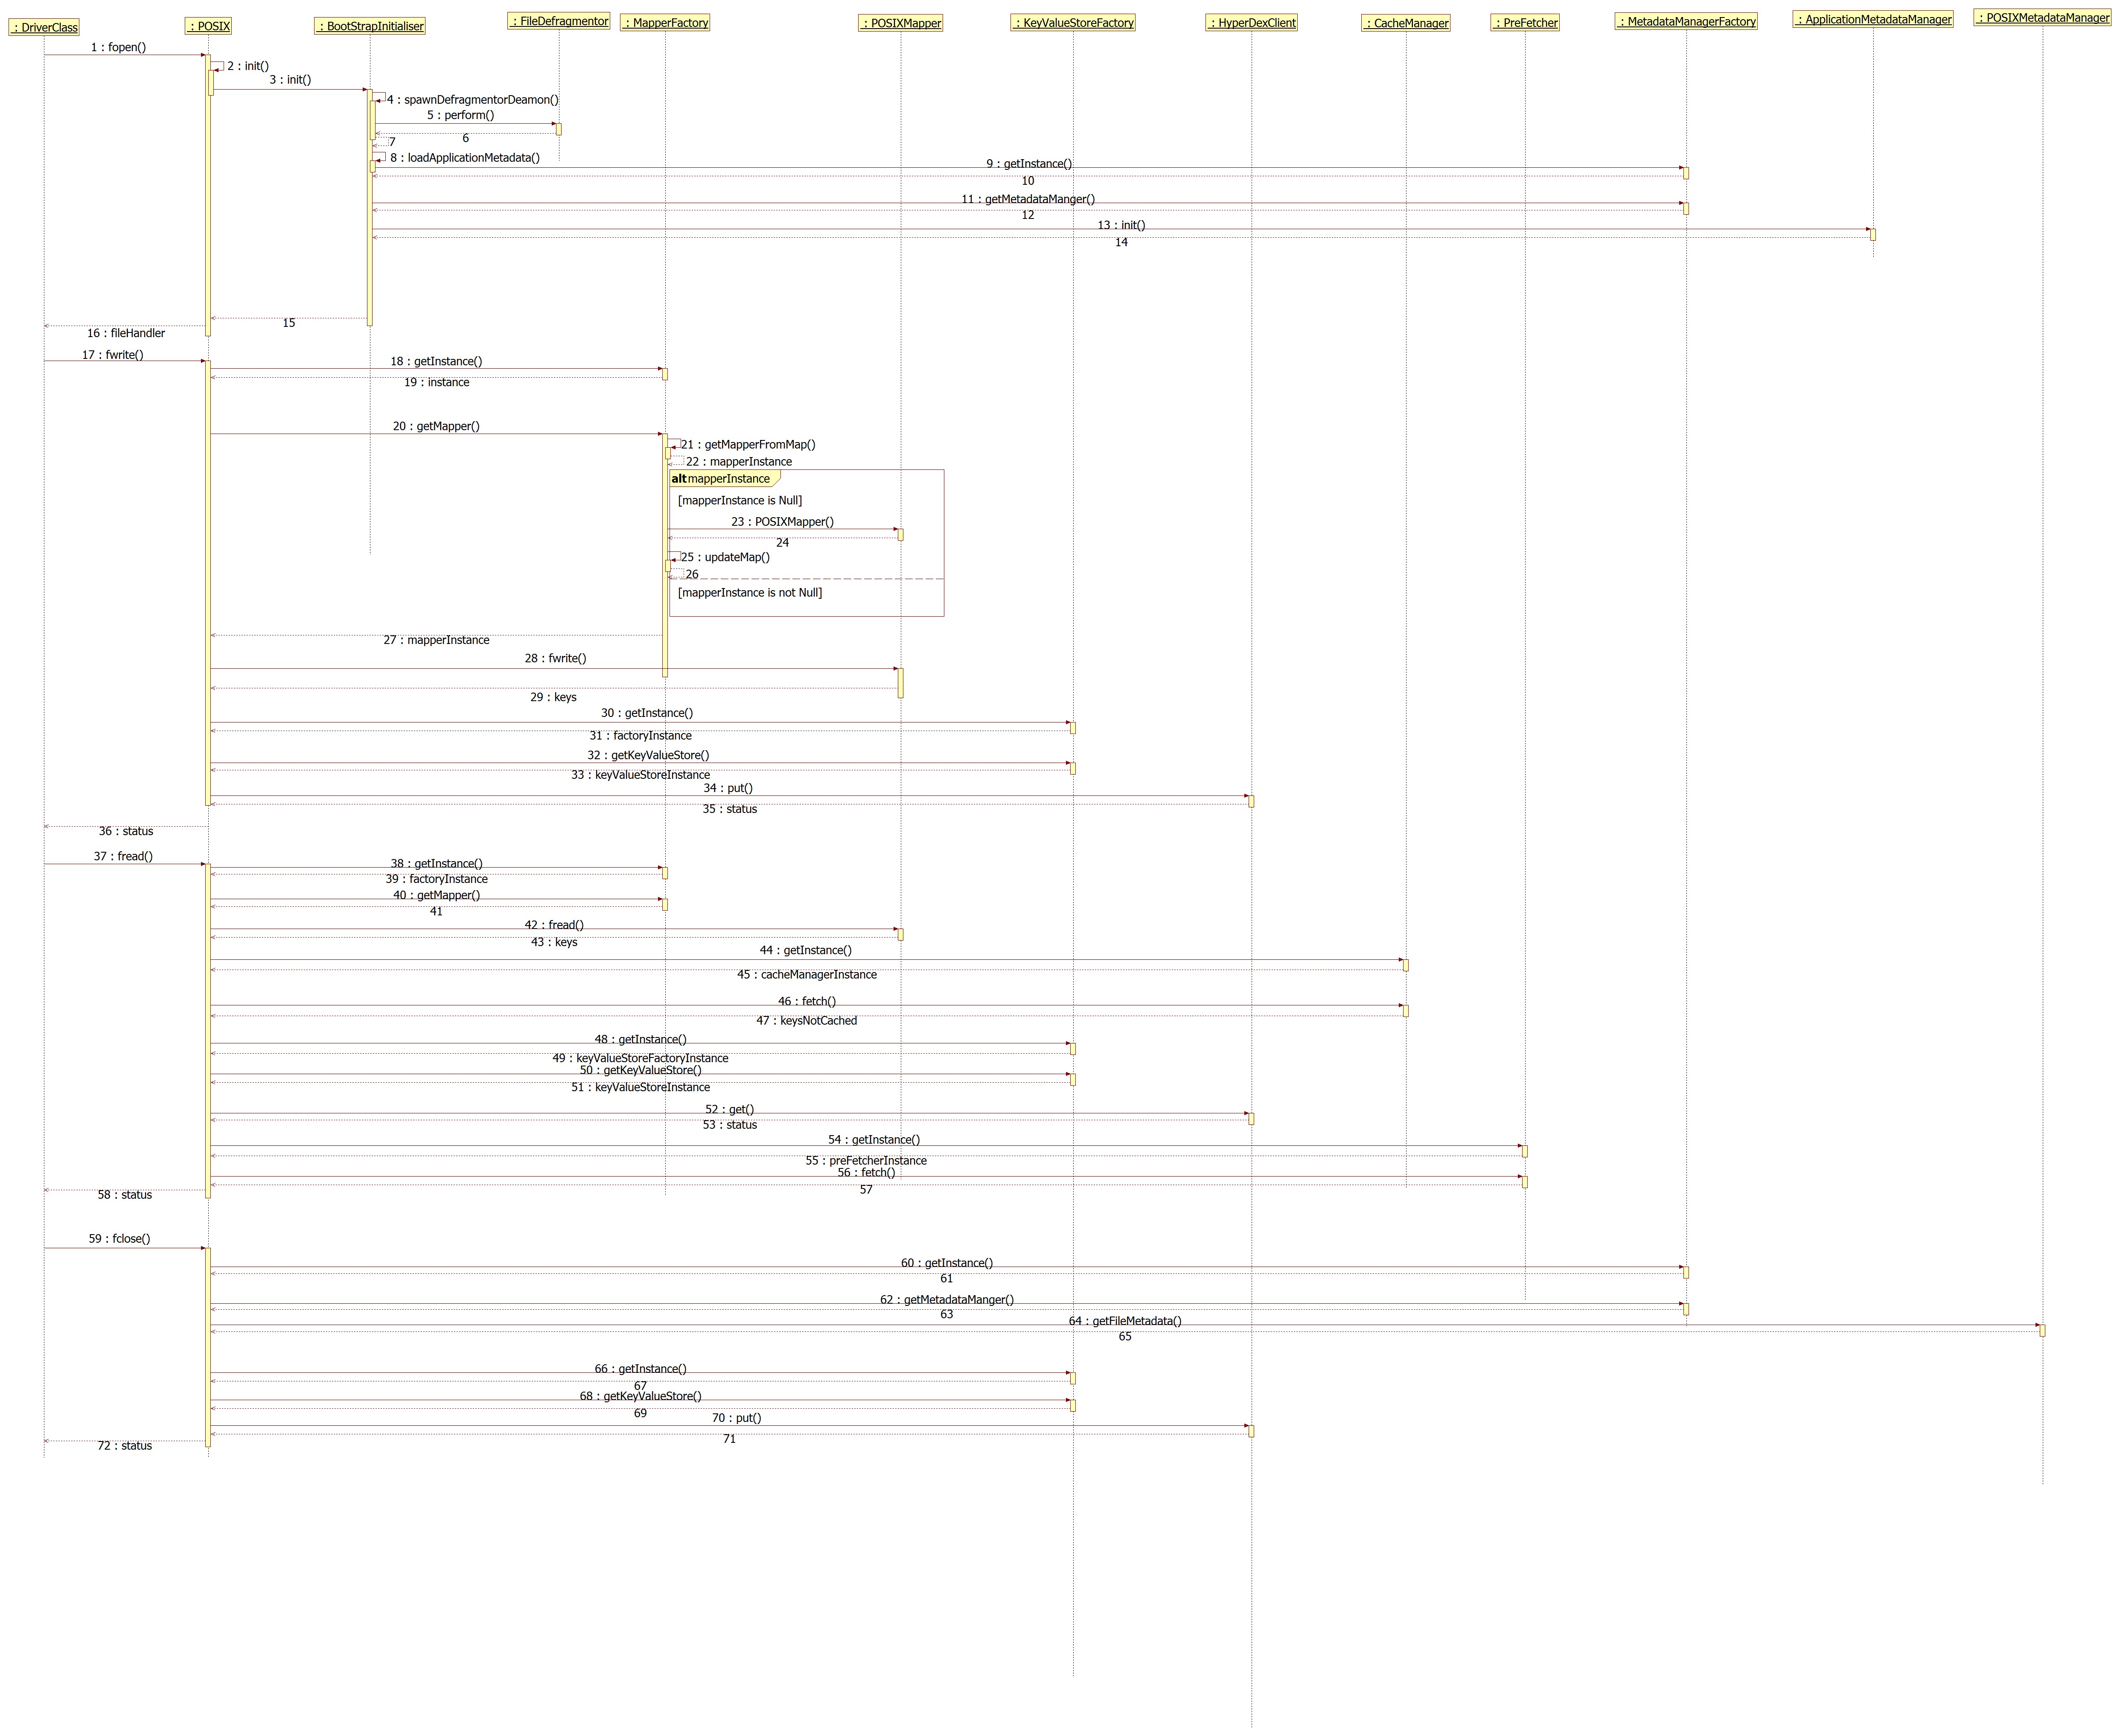 : DriverClass
: POSIX
: BootStrapInitialiser
: FileDefragmentor
: MapperFactory
: POSIXMapper
: KeyValueStoreFactory
: HyperDexClient
: CacheManager
: PreFetcher
: MetadataManagerFactory
: ApplicationMetadataManager
: POSIXMetadataManager
1 : fopen()
2 : init()
3 : init()
4 : spawnDefragmentorDeamon()
5 : perform()
6
7
8 : loadApplicationMetadata()
9 : getInstance()
10
11 : getMetadataManger()
12
13 : init()
14
15
16 : fileHandler
17 : fwrite()
18 : getInstance()
19 : instance
20 : getMapper()
21 : getMapperFromMap()
22 : mapperInstance
alt mapperInstance
[mapperInstance is Null]
23 : POSIXMapper()
24
25 : updateMap()
26
[mapperInstance is not Null]
27 : mapperInstance
28 : fwrite()
29 : keys
30 : getInstance()
31 : factoryInstance
32 : getKeyValueStore()
33 : keyValueStoreInstance
34 : put()
35 : status
36 : status
37 : fread()
38 : getInstance()
39 : factoryInstance
40 : getMapper()
41
42 : fread()
43 : keys
44 : getInstance()
45 : cacheManagerInstance
46 : fetch()
47 : keysNotCached
48 : getInstance()
49 : keyValueStoreFactoryInstance
50 : getKeyValueStore()
51 : keyValueStoreInstance
52 : get()
53 : status
54 : getInstance()
55 : preFetcherInstance
56 : fetch()
57
58 : status
59 : fclose()
60 : getInstance()
61
62 : getMetadataManger()
63
64 : getFileMetadata()
65
66 : getInstance()
67
68 : getKeyValueStore()
69
70 : put()
71
72 : status